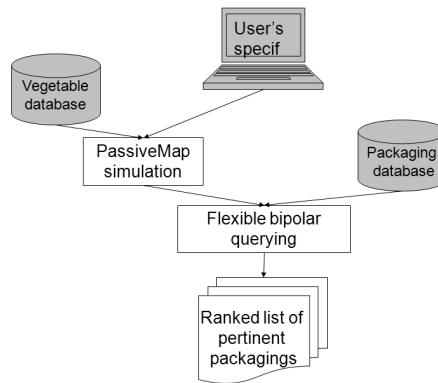 User's
specif
Vegetable
database
PassiveMap
simulation
Packaging
database
Flexible bipolar
querying
Ranked list of
pertinent
packagings